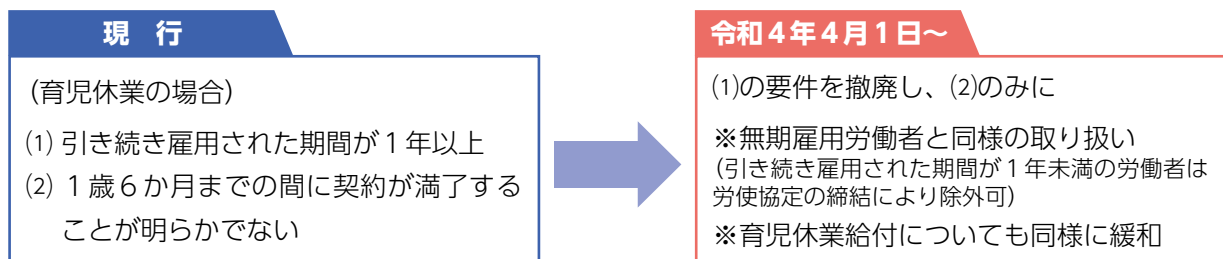 現 行
(育児休業の場合)
⑴ 引き続き雇用された期間が1年以上
⑵ 1歳6か月までの間に契約が満了する
ことが明らかでない
令和4年4月1日～
⑴の要件を撤廃し、⑵のみに
※無期雇用労働者と同様の取り扱い
(引き続き雇用された期間が1年未満の労働者は
労使協定の締結により除外可)
※育児休業給付についても同様に緩和